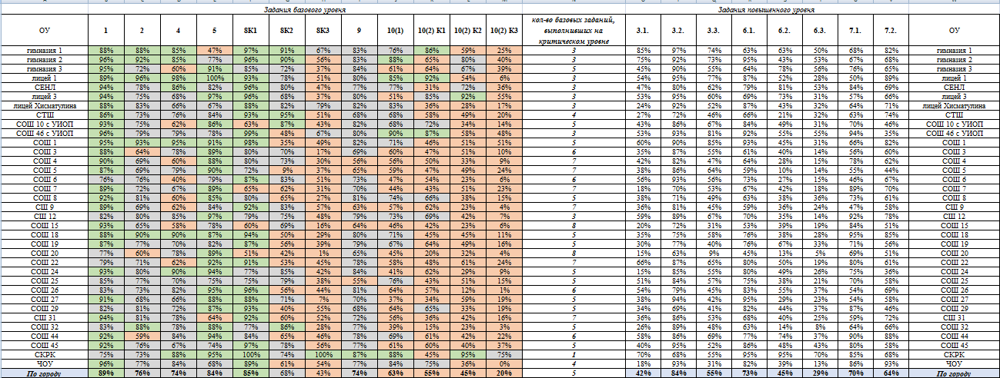 Задания базового уровня Задания повышенного уровня
ОУ 1 2 4 5 8К1 8К2 8К3 9 10(1) 10(2) К1 10(2) К2 10(2) К3 кол-во базовых заданий, выполнивших на критическом уровне 3.1. 3.2. 3.3. 6.1. 6.2. 6.3. 7.1. 7.2. ОУ
гимназия 1 88% 88% 85% 47% 97% 91% 67% 83% 76% 86% 59% 25% 3 85% 97% 74% 63% 63% 50% 68% 82% гимназия 1
гимназия 2 96% 92% 85% 77% 96% 90% 56% 83% 88% 65% 80% 40% 3 75% 92% 73% 95% 43% 53% 67% 68% гимназия 2
гимназия 3 95% 72% 60% 91% 85% 72% 37% 84% 61% 64% 67% 39% 5 45% 90% 55% 64% 78% 56% 76% 65% гимназия 3
лицей 1 89% 96% 98% 100% 93% 78% 51% 80% 85% 92% 54% 6% 3 54% 95% 77% 87% 52% 28% 50% 89% лицей 1
СЕНЛ 94% 78% 86% 82% 96% 80% 47% 77% 77% 31% 72% 36% 3 47% 80% 62% 79% 81% 53% 84% 69% СЕНЛ
лицей 3 94% 75% 68% 97% 96% 68% 37% 80% 51% 85% 92% 55% 3 53% 95% 60% 69% 73% 31% 57% 66% лицей 3
лицей Хисматулина 88% 83% 66% 67% 88% 82% 79% 82% 83% 36% 28% 17% 3 24% 92% 52% 87% 43% 32% 64% 71% лицей Хисматулина
СТШ 86% 73% 76% 84% 93% 95% 51% 68% 68% 58% 49% 20% 4 27% 72% 46% 66% 21% 32% 63% 74% СТШ
СОШ 10 с УИОП 93% 75% 62% 86% 63% 87% 43% 82% 68% 72% 34% 14% 5 43% 86% 67% 84% 49% 31% 70% 46% СОШ 10 с УИОП
СОШ 46 с УИОП 96% 79% 79% 78% 99% 48% 67% 80% 90% 87% 58% 48% 3 53% 93% 81% 92% 55% 55% 94% 35% СОШ 46 с УИОП
СОШ 1 95% 93% 95% 91% 98% 35% 49% 82% 71% 46% 51% 51% 5 60% 90% 85% 93% 45% 31% 66% 82% СОШ 1
СОШ 3 88% 64% 78% 89% 80% 70% 17% 69% 60% 47% 51% 10% 6 35% 87% 55% 61% 40% 14% 56% 60% СОШ 3
СОШ 4 90% 69% 60% 88% 80% 73% 30% 56% 56% 50% 33% 9% 7 42% 82% 47% 64% 28% 15% 78% 62% СОШ 4
СОШ 5 87% 69% 79% 90% 72% 9% 37% 65% 59% 47% 49% 24% 7 38% 86% 64% 59% 10% 14% 55% 44% СОШ 5
СОШ 6 76% 76% 40% 79% 87% 83% 51% 73% 47% 54% 23% 6% 6 56% 93% 56% 73% 27% 15% 46% 67% СОШ 6
СОШ 7 89% 72% 67% 89% 65% 62% 31% 70% 44% 43% 51% 23% 7 18% 70% 53% 67% 42% 18% 89% 70% СОШ 7
СОШ 8 92% 81% 60% 85% 80% 65% 27% 81% 74% 66% 38% 15% 5 38% 71% 49% 63% 38% 36% 73% 61% СОШ 8
СШ 9 89% 69% 62% 84% 92% 83% 57% 63% 57% 62% 23% 4% 7 36% 81% 45% 59% 36% 24% 47% 58% СШ 9
СШ 12 82% 80% 85% 97% 79% 75% 48% 79% 73% 69% 42% 7% 3 59% 89% 67% 70% 35% 14% 92% 78% СШ 12
СОШ 15 93% 65% 58% 78% 60% 69% 16% 64% 46% 42% 23% 6% 8 20% 72% 31% 53% 39% 19% 84% 51% СОШ 15
СОШ 18 88% 90% 90% 87% 94% 50% 29% 80% 71% 45% 45% 11% 5 35% 75% 58% 76% 38% 28% 95% 85% СОШ 18
СОШ 19 87% 77% 70% 82% 87% 56% 39% 79% 67% 64% 49% 16% 5 30% 77% 40% 76% 67% 33% 71% 56% СОШ 19
СОШ 20 77% 60% 78% 89% 51% 42% 1% 65% 45% 20% 32% 4% 8 15% 63% 9% 45% 13% 5% 69% 51% СОШ 20
СОШ 22 79% 71% 62% 92% 91% 53% 45% 78% 58% 48% 61% 24% 7 66% 87% 65% 80% 50% 19% 80% 61% СОШ 22
СОШ 24 93% 80% 90% 94% 77% 85% 42% 84% 41% 62% 29% 9% 5 15% 85% 55% 80% 49% 26% 75% 36% СОШ 24
СОШ 25 85% 77% 70% 75% 75% 79% 38% 55% 76% 43% 51% 15% 5 51% 84% 57% 75% 38% 21% 70% 58% СОШ 25
СОШ 26 83% 73% 82% 95% 96% 56% 44% 81% 64% 57% 12% 1% 6 54% 79% 45% 83% 55% 37% 54% 69% СОШ 26
СОШ 27 91% 68% 66% 88% 88% 71% 7% 70% 37% 34% 59% 19% 5 38% 94% 42% 95% 29% 23% 54% 58% СОШ 27
СОШ 29 82% 81% 72% 87% 93% 40% 55% 68% 64% 65% 33% 19% 5 34% 69% 41% 82% 44% 37% 87% 46% СОШ 29
СШ 31 94% 81% 78% 64% 92% 60% 52% 72% 56% 36% 42% 16% 7 36% 86% 53% 68% 40% 25% 59% 72% СШ 31
СОШ 32 83% 88% 78% 88% 77% 86% 28% 77% 39% 15% 23% 3% 5 26% 89% 48% 63% 14% 8% 64% 66% СОШ 32
СОШ 44 92% 59% 84% 94% 84% 65% 46% 78% 69% 61% 42% 22% 6 58% 86% 69% 77% 74% 37% 90% 88% СОШ 44
СОШ 45 92% 76% 67% 74% 97% 78% 56% 77% 61% 60% 40% 37% 5 40% 95% 52% 86% 48% 43% 80% 58% СОШ 45
СКРК 75% 73% 88% 95% 100% 74% 100% 87% 88% 45% 95% 75% 1 70% 68% 55% 95% 95% 70% 85% 68% СКРК
ЧОУ 96% 77% 84% 68% 89% 61% 54% 77% 84% 75% 36% 0% 4 18% 93% 31% 82% 39% 13% 86% 93% ЧОУ
По городу 89% 76% 74% 84% 85% 68% 43% 74% 63% 55% 45% 20% 5 42% 84% 55% 73% 45% 29% 70% 64% По городу